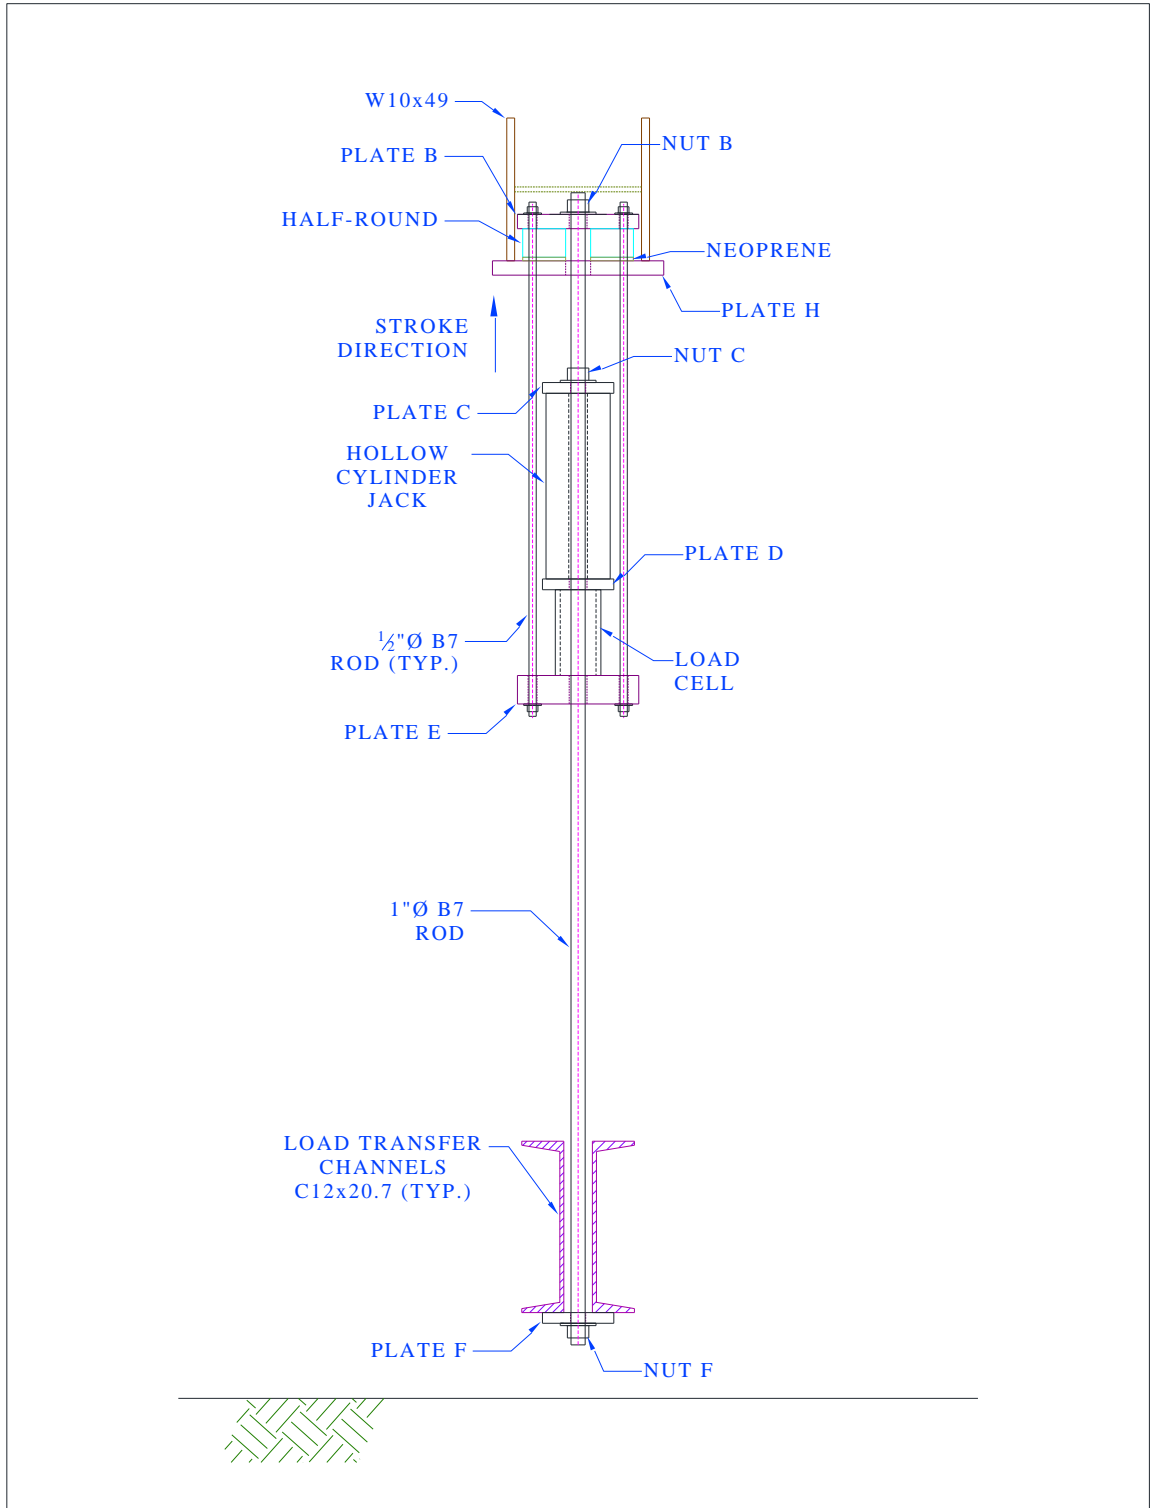 W10x49
NUT B
PLATE B
HALF-ROUND
NEOPRENE
PLATE H
STROKE
DIRECTION
NUT C
PLATE C
HOLLOW
CYLINDER
JACK
PLATE D
½"Ø B7
ROD (TYP.)
LOAD
CELL
PLATE E
1"Ø B7
ROD
LOAD TRANSFER
CHANNELS
C12x20.7 (TYP.)
PLATE F
NUT F